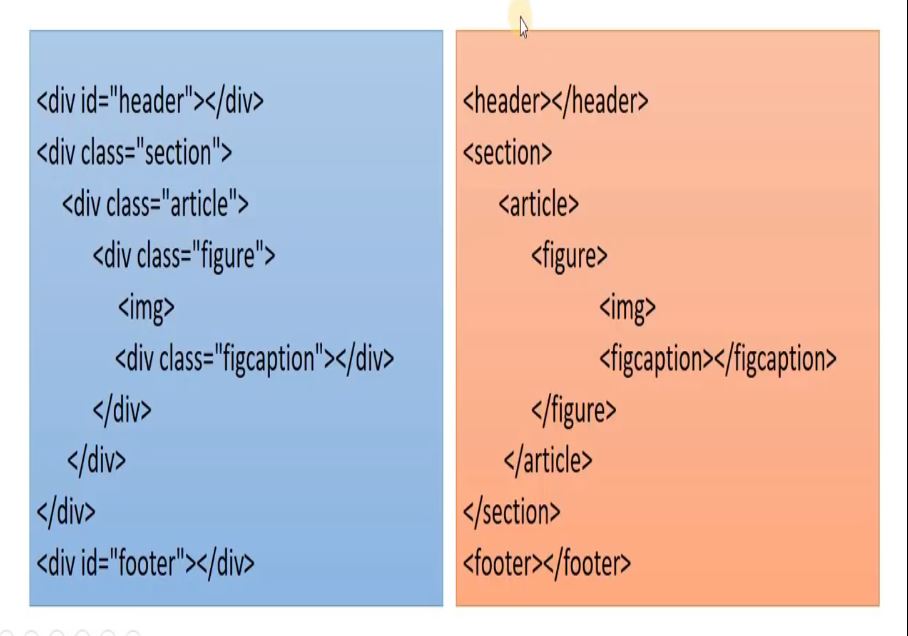 <div id="header"></div>
<div class="section">
<div class="article">
<div class="figure">
<img>
<div class="figcaption"></div>
</div>
</div>
</div>
<div id="footer"></div>
<header></header>
<section>
<article>
<figure>
<img>
<figcaption></figcaption>
</figure>
</article>
</section>
<footer></footer>